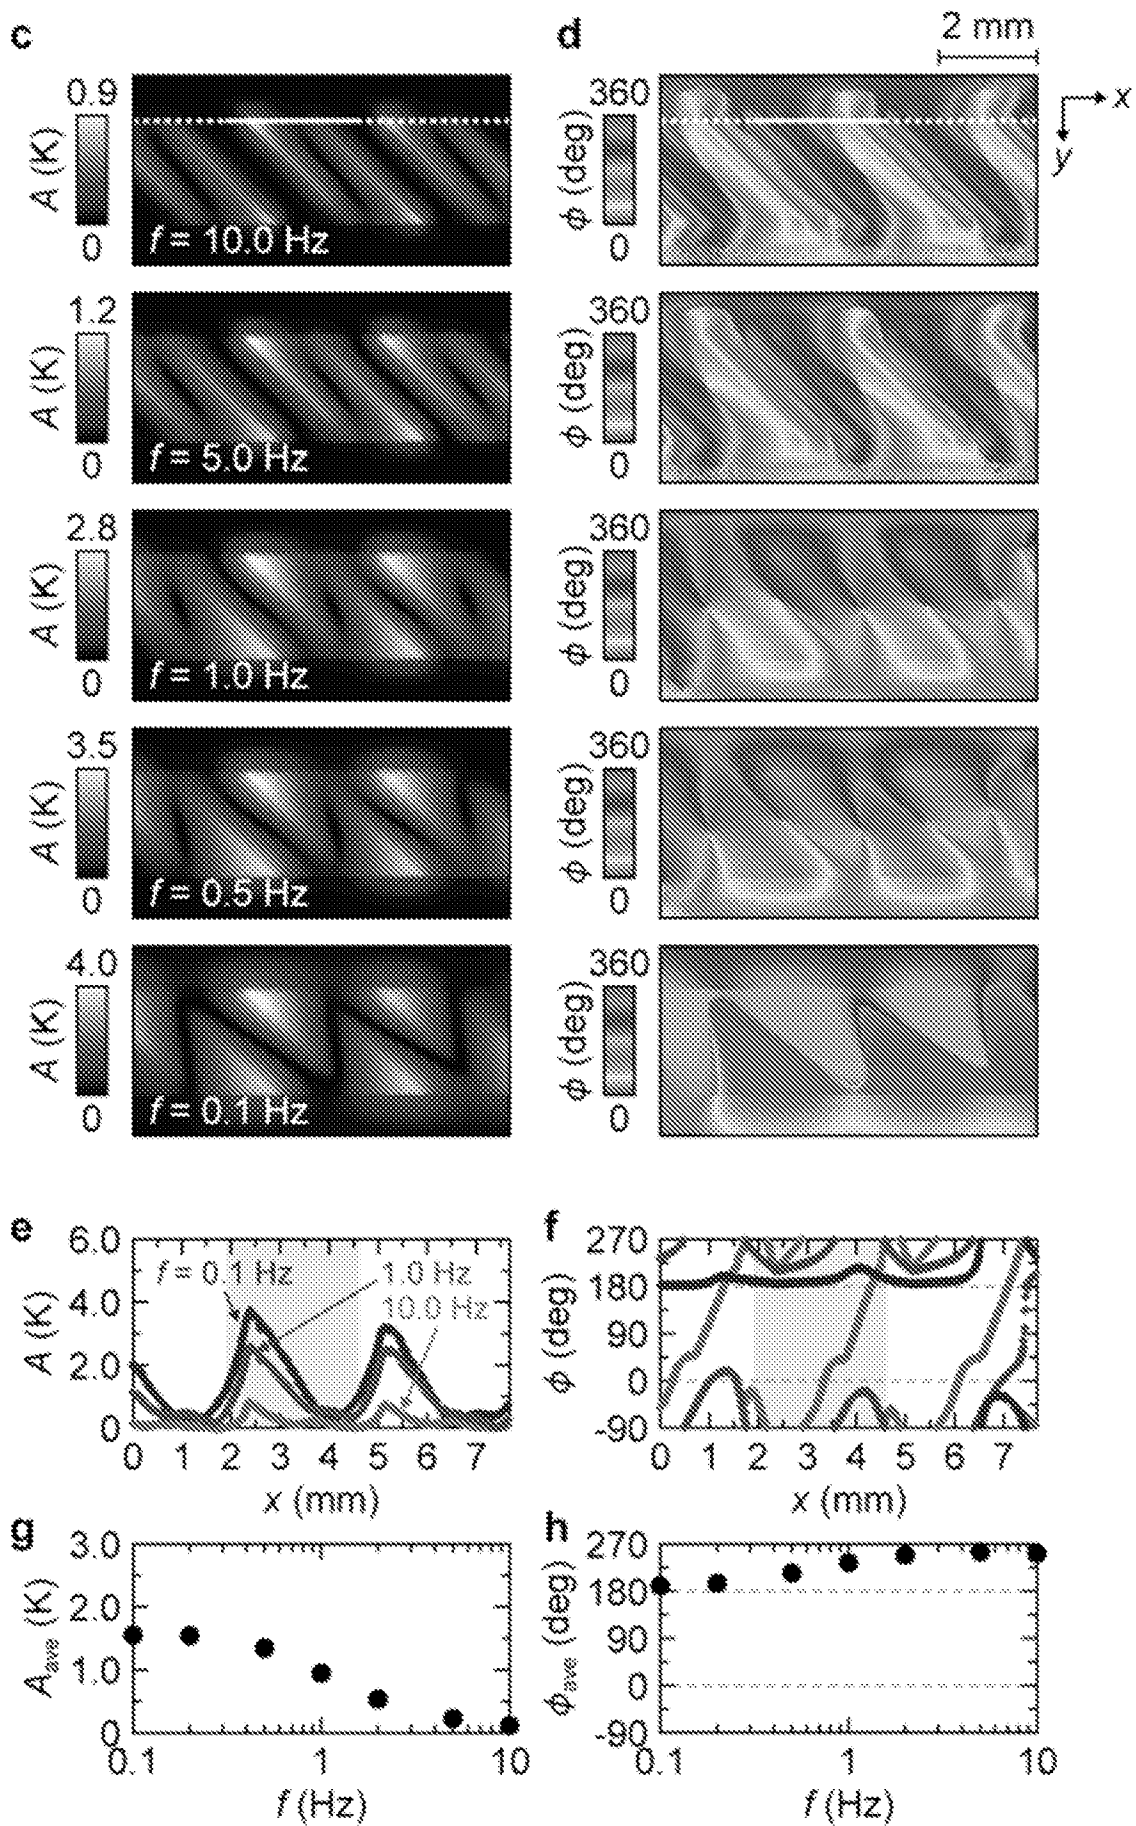 c
d
2 mm
x
y
0.9
A (K)
0
f = 10.0 Hz
360
ϕ (deg)
0
1.2
A (K)
0
f = 5.0 Hz
360
ϕ (deg)
0
2.8
A (K)
0
f = 1.0 Hz
360
ϕ (deg)
0
3.5
A (K)
0
f = 0.5 Hz
360
ϕ (deg)
0
4.0
A (K)
0
f = 0.1 Hz
360
ϕ (deg)
0
e
6.0
4.0
2.0
0
A (K)
f = 0.1 Hz
1.0 Hz
10.0 Hz
0 1 2 3 4 5 6 7
x (mm)
f
270
180
90
0
-90
ϕ (deg)
0 1 2 3 4 5 6 7
x (mm)
g
3.0
2.0
1.0
0
Aave (K)
0.1 1 10
f (Hz)
h
270
180
90
0
-90
ϕave (deg)
0.1 1 10
f (Hz)